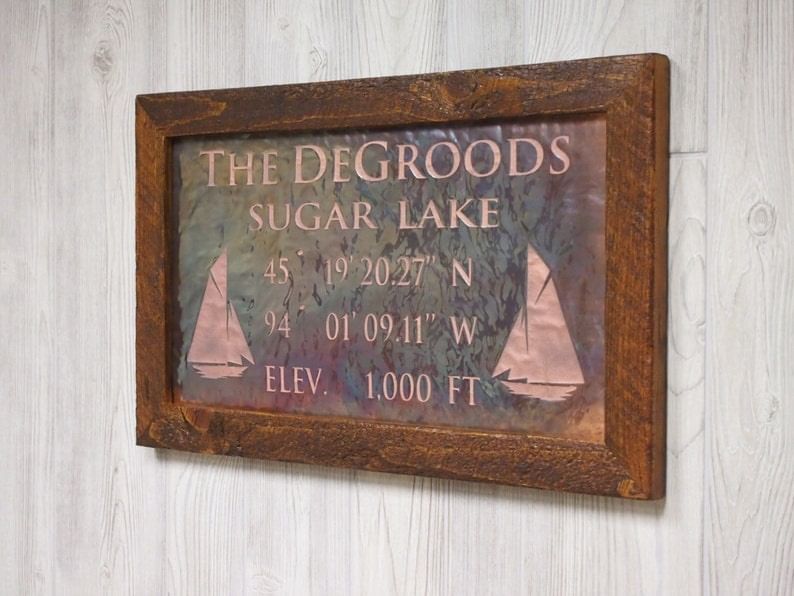 THE DEGROODS
SUGAR LAKE
45° 19' 20.27" N
94° 01' 09.11" W
ELEV. 1,000 FT